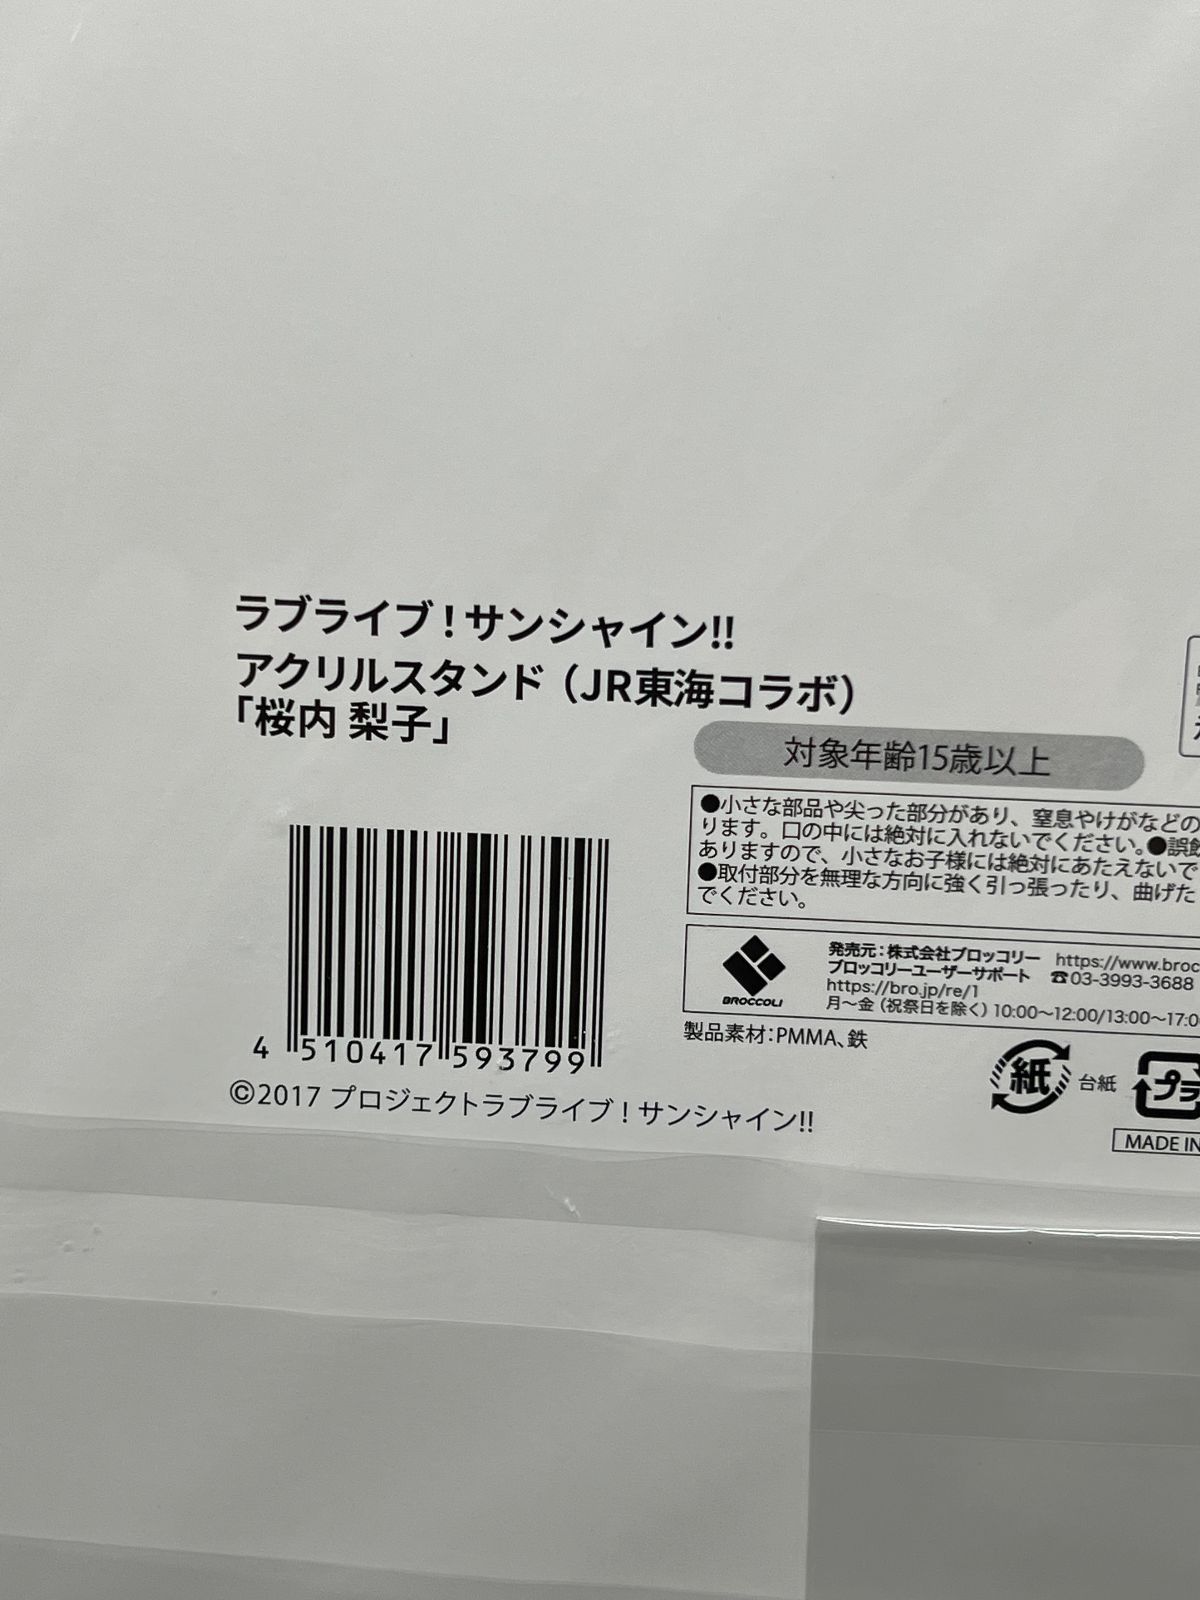 ラブライブ！サンシャイン!!
アクリルスタンド（JR東海コラボ）
「桜内 梨子」
対象年齢15歳以上
●小さな部品や尖った部分があり、窒息やけがなどの
ります。口の中には絶対に入れないでください。●誤飲
ありますので、小さなお子様には絶対にあたえないで
●取付部分を無理な方向に強く引っ張ったり、曲げた
でください。
BROCCOLI
発売元：株式会社ブロッコリー https://www.broc
ブロッコリーユーザーサポート ☎03-3993-3688
https://bro.jp/re/1
月～金（祝祭日を除く）10:00～12:00/13:00～17:0
製品素材：PMMA、鉄
4 510417 593799
紙 台紙
プラ
©2017 プロジェクトラブライブ！サンシャイン!!
MADE IN